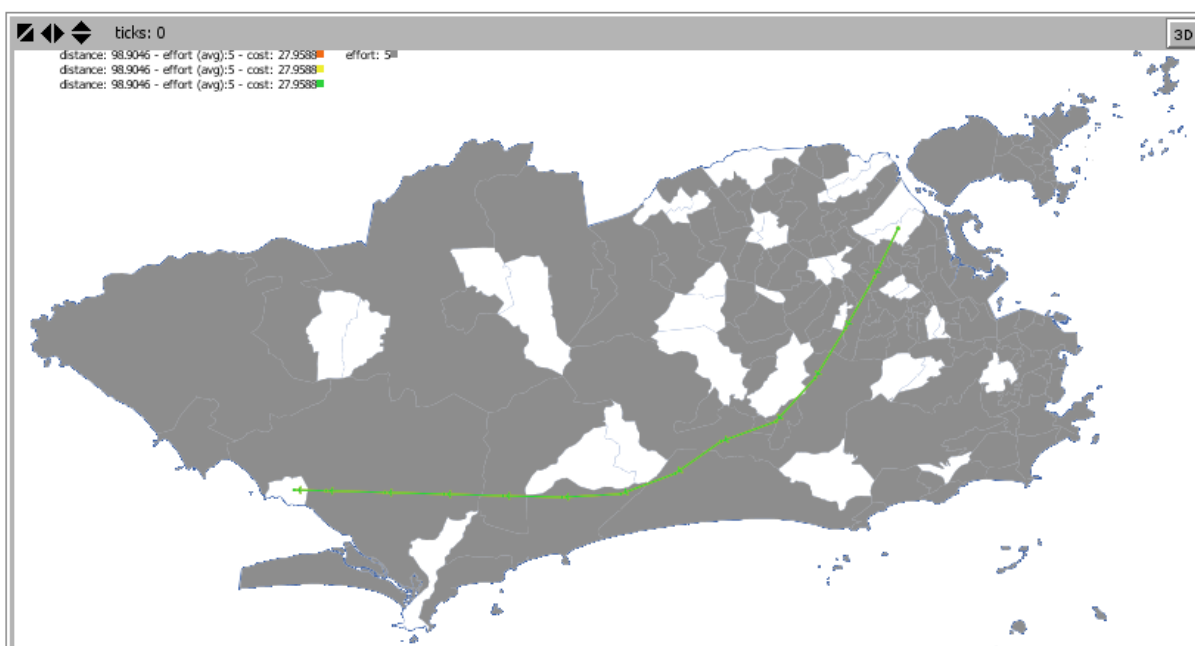 ticks: 0
3D
distance: 98.9046 - effort (avg):5 - cost: 27.9588 effort: 5
distance: 98.9046 - effort (avg):5 - cost: 27.9588
distance: 98.9046 - effort (avg):5 - cost: 27.9588